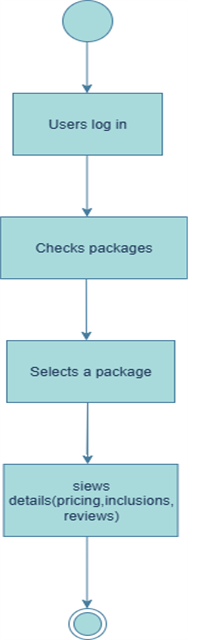 Users log in
Checks packages
Selects a package
siews
details(pricing,inclusions,
reviews)